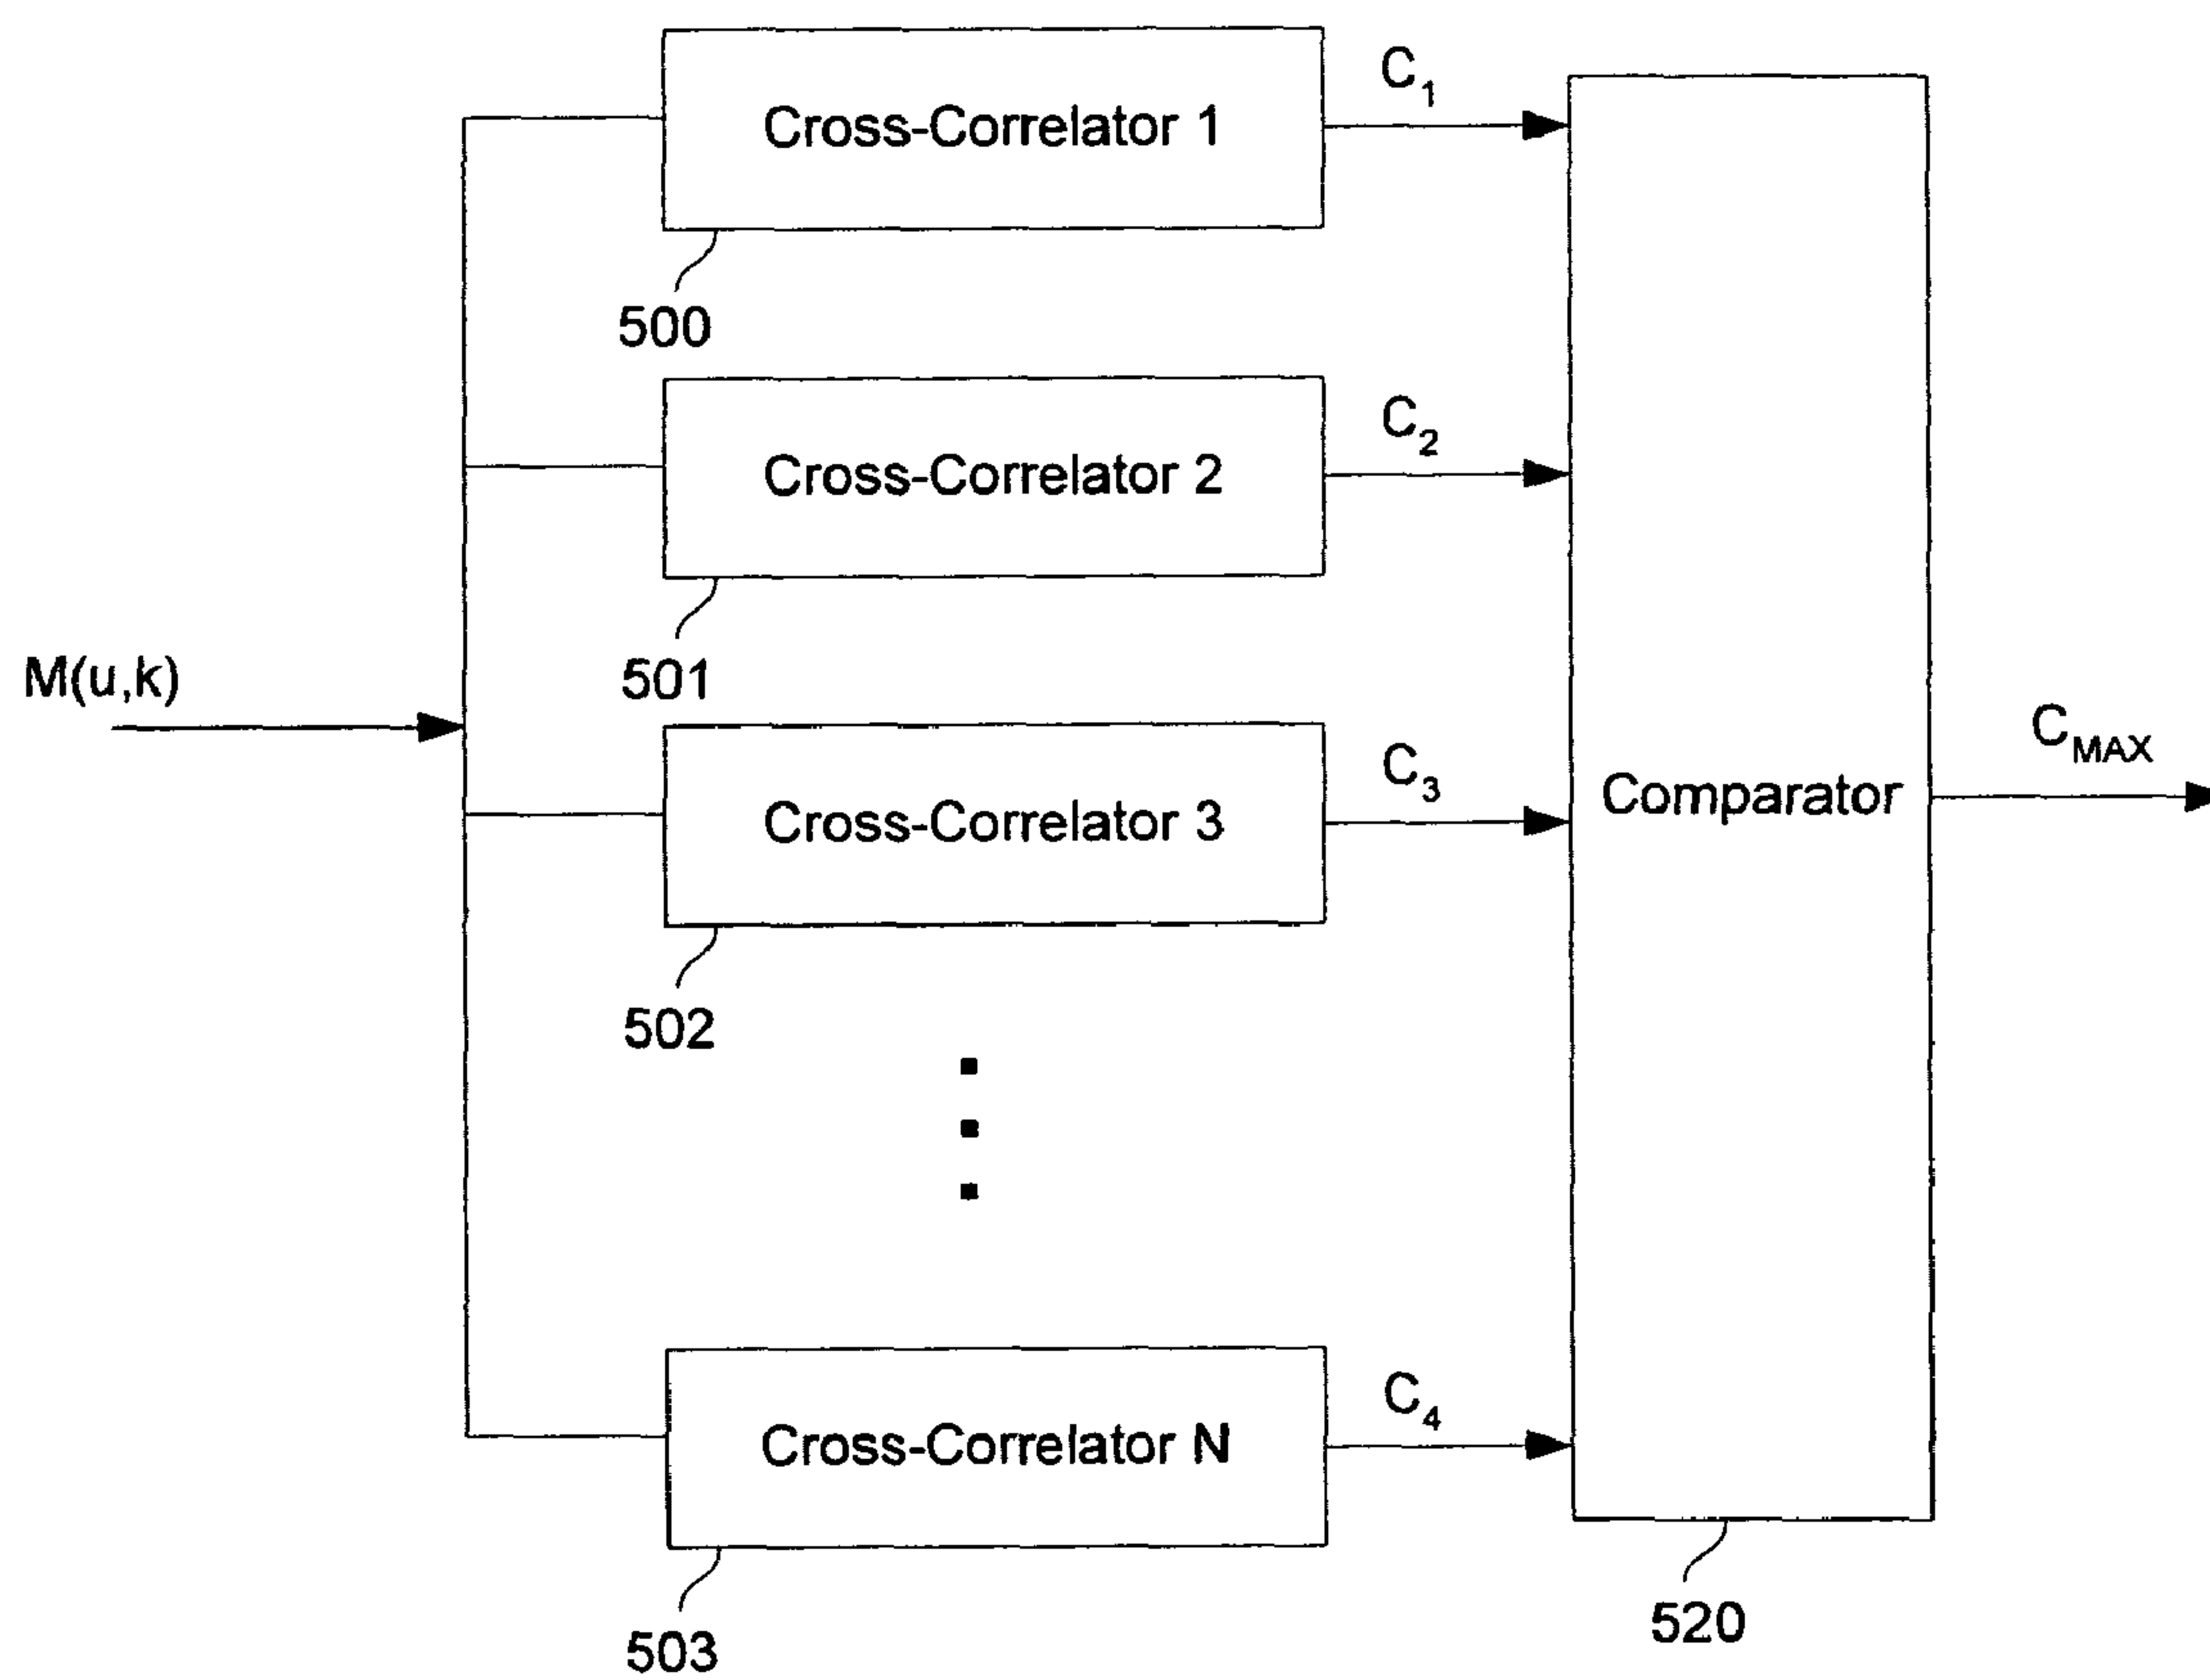 C1
Cross-Correlator 1
500
C2
Cross-Correlator 2
501
M(u,k)
C3
Cross-Correlator 3
502
CMAX
Comparator
C4
Cross-Correlator N
503
520